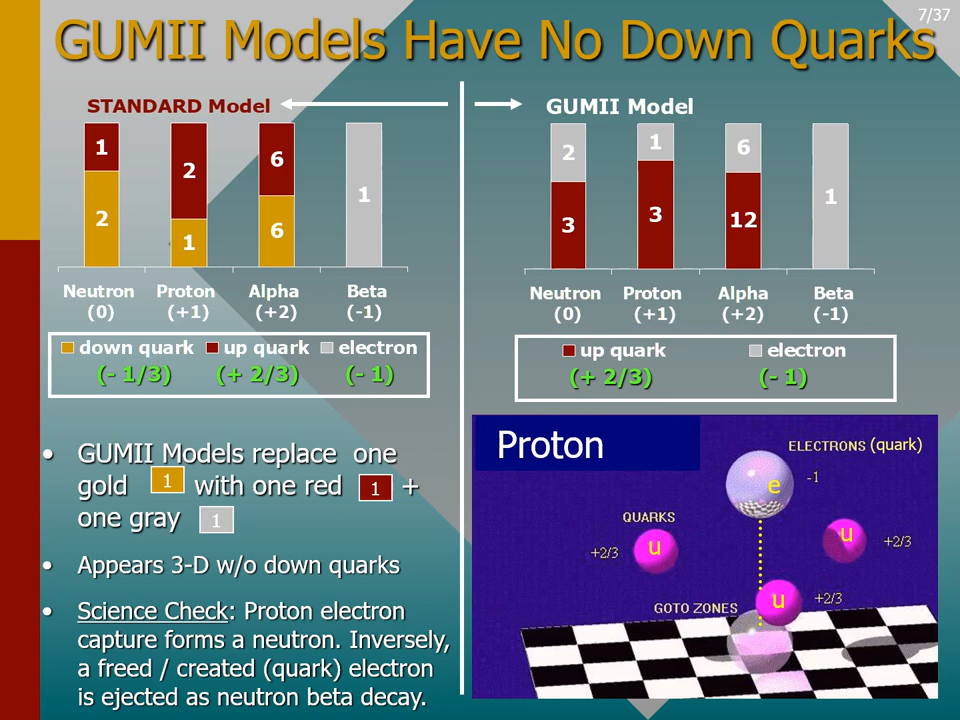 7/37
GUMII Models Have No Down Quarks
STANDARD Model
1
2
2
1
6
6
1
Neutron Proton Alpha Beta
(0) (+1) (+2) (-1)
down quark up quark electron
(- 1/3) (+ 2/3) (- 1)
GUMII Model
2
3
1
3
6
12
1
Neutron Proton Alpha Beta
(0) (+1) (+2) (-1)
up quark electron
(+ 2/3) (- 1)
• GUMII Models replace one
gold 1 with one red 1 +
one gray 1
• Appears 3-D w/o down quarks
• Science Check: Proton electron
capture forms a neutron. Inversely,
a freed / created (quark) electron
is ejected as neutron beta decay.
Proton
ELECTRONS (quark)
e -1
QUARKS
+2/3 u
u +2/3
u +2/3
GOTO ZONES